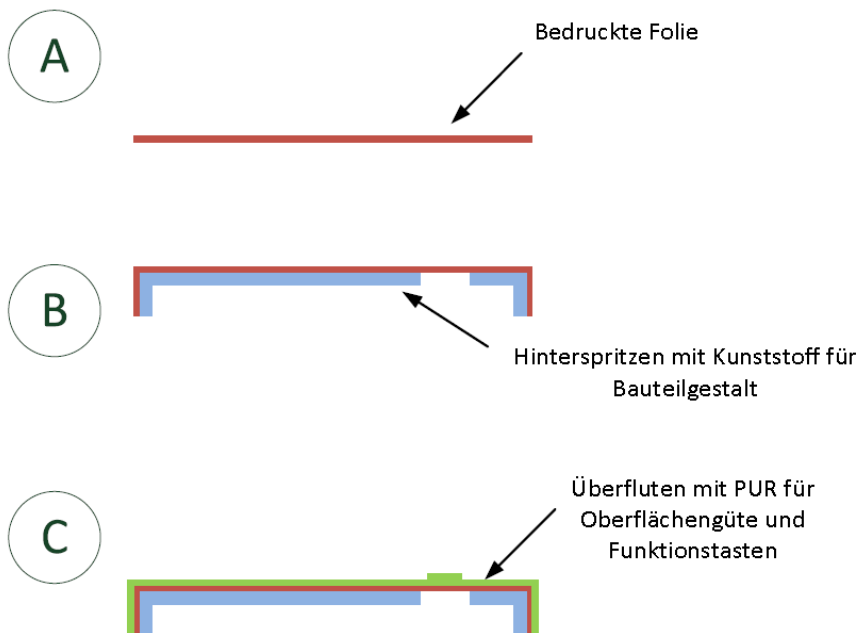 A
Bedruckte Folie
B
Hinterspritzen mit Kunststoff für
Bauteilgestalt
C
Überfluten mit PUR für
Oberflächengüte und
Funktionstasten